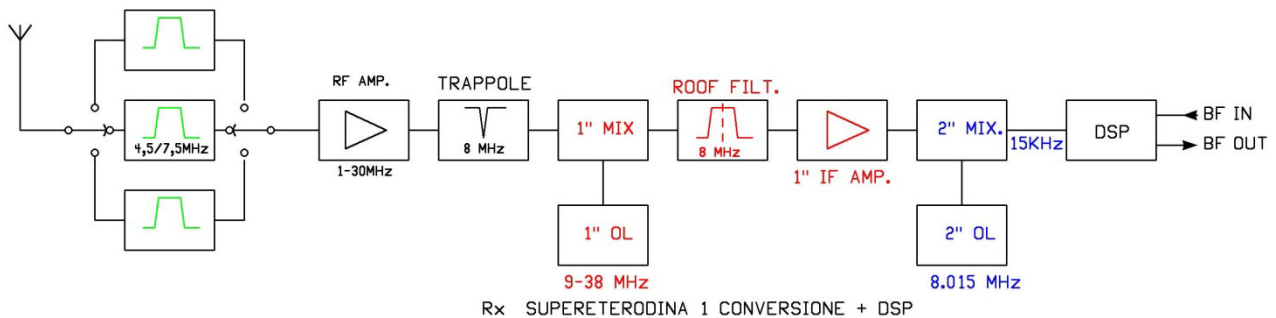 RF AMP.
TRAPPOLE
ROOF FILT.
4,5/7,5MHz
8 MHz
1" MIX
8 MHz
2" MIX.
15KHz
DSP
BF IN
BF OUT
1-30MHz
1" IF AMP.
1" OL
2" OL
9-38 MHz
8.015 MHz
Rx SUPERETERODINA 1 CONVERSIONE + DSP